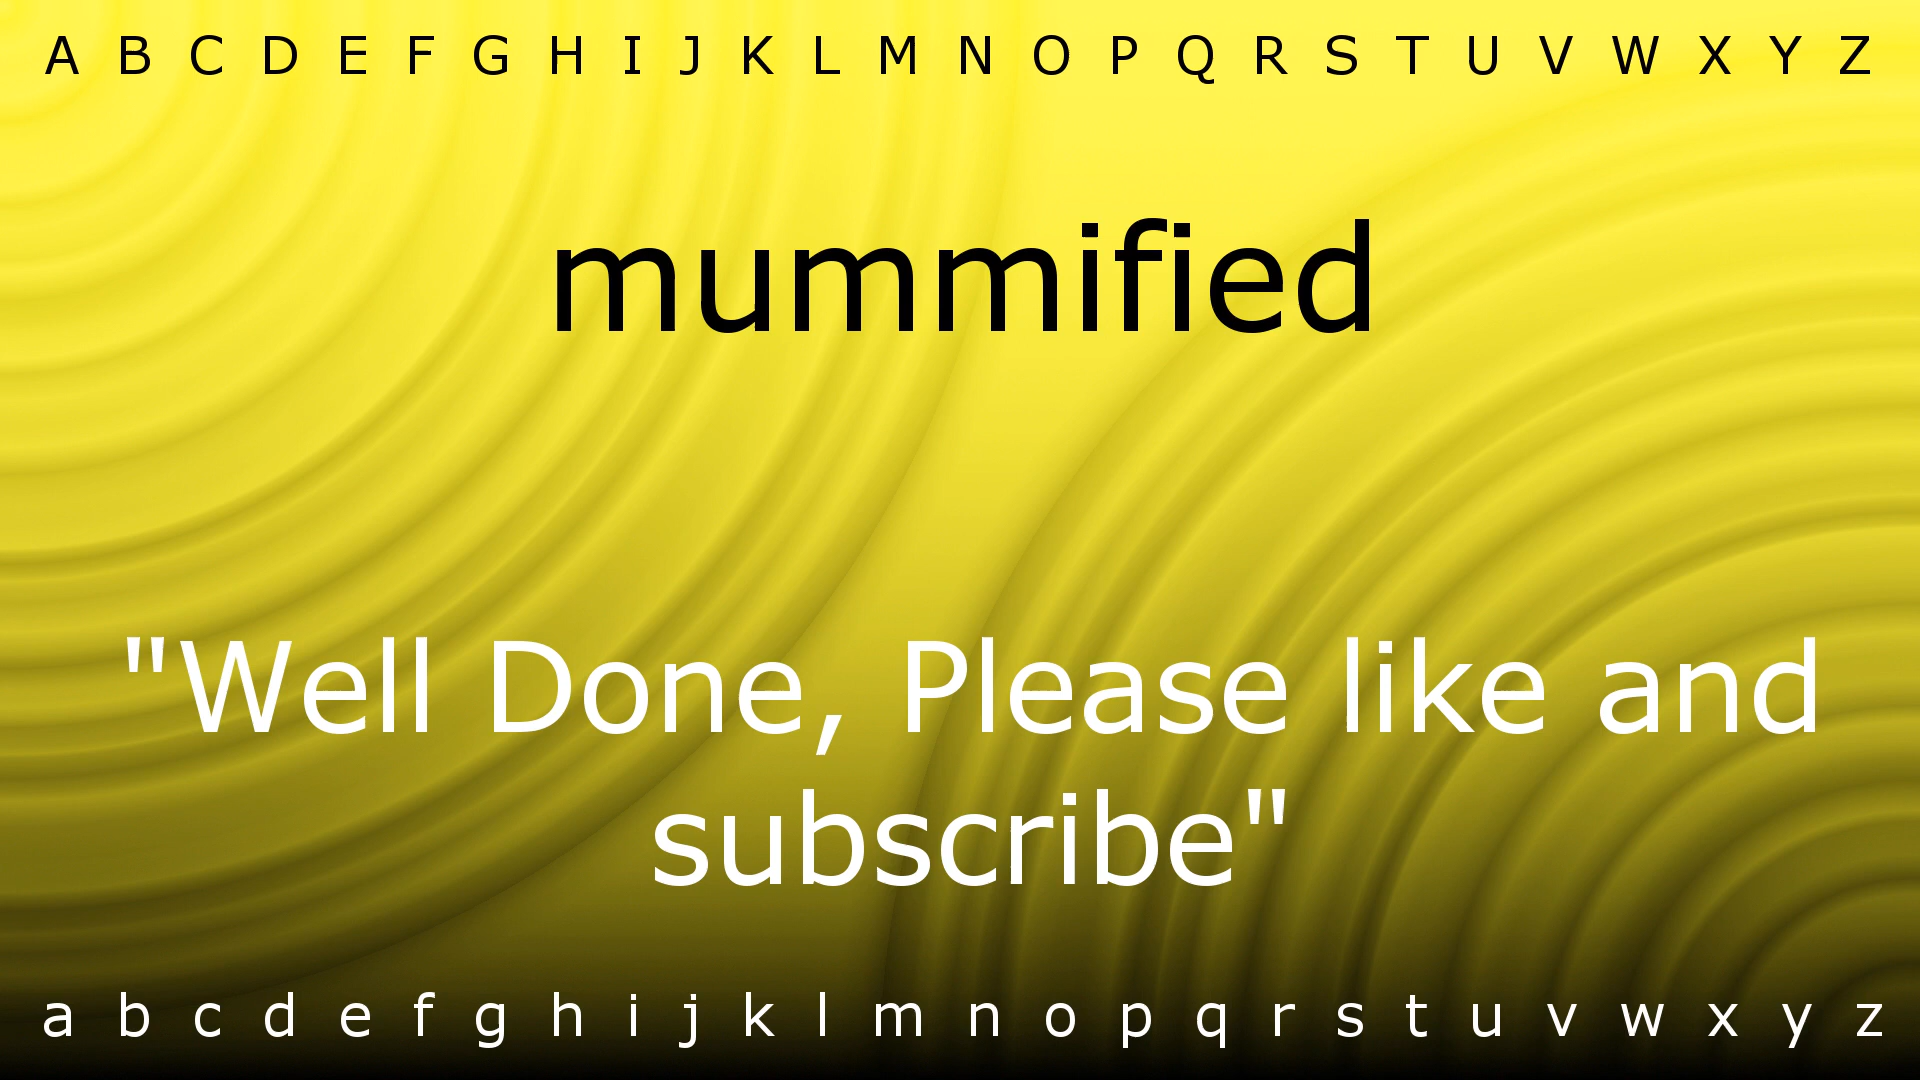 A B C D E F G H I J K L M N O P Q R S T U V W X Y Z
mummified
"Well Done, Please like and
subscribe"
a b c d e f g h i j k l m n o p q r s t u v w x y z